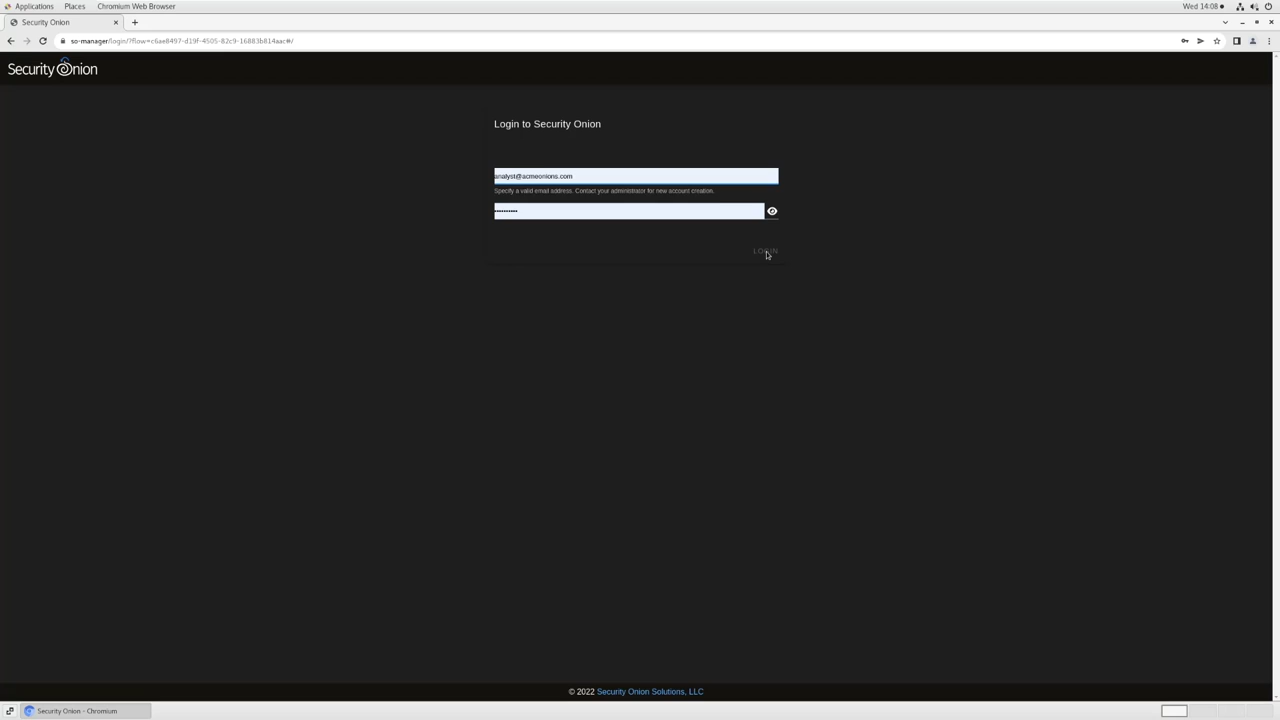 Applications Places Chromium Web Browser Wed 14:08
Security Onion
so-manager/login/?flow=c6ae8497-d19f-4505-82c9-16883b814aac#/
Security Onion
Login to Security Onion
analyst@acmeonions.com
Specify a valid email address. Contact your administrator for new account creation.
LOGIN
© 2022 Security Onion Solutions, LLC
Security Onion - Chromium